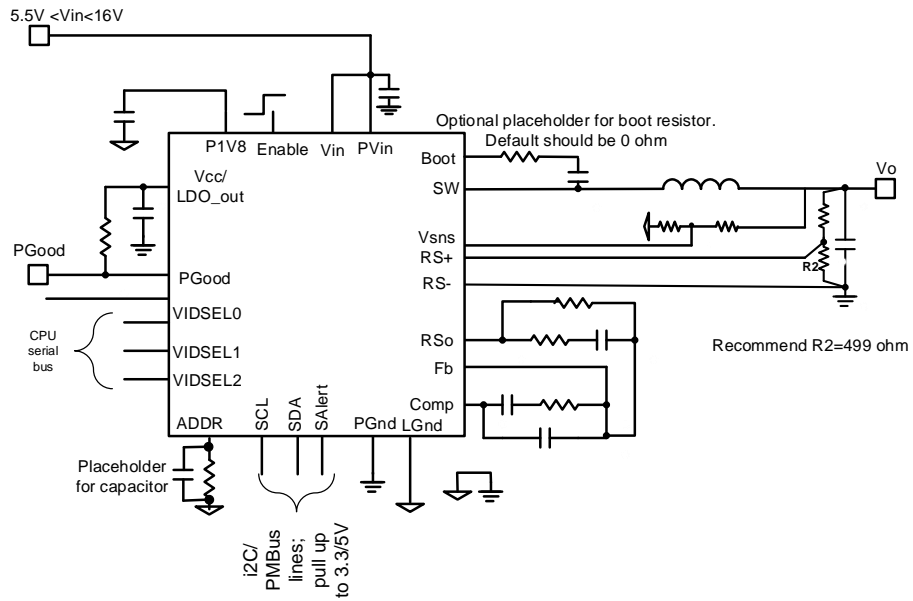 5.5V <Vin<16V
Optional placeholder for boot resistor.
Default should be 0 ohm
P1V8
Enable
Vin
PVin
Boot
Vcc/
LDO_out
SW
Vo
Vsns
RS+
R2
PGood
PGood
RS-
VIDSEL0
CPU
serial
bus
VIDSEL1
VIDSEL2
RSo
Recommend R2=499 ohm
Fb
Comp
ADDR
SCL
SDA
SAlert
PGnd
LGnd
Placeholder
for capacitor
i2C/
PMBus
lines;
pull up
to 3.3/5V